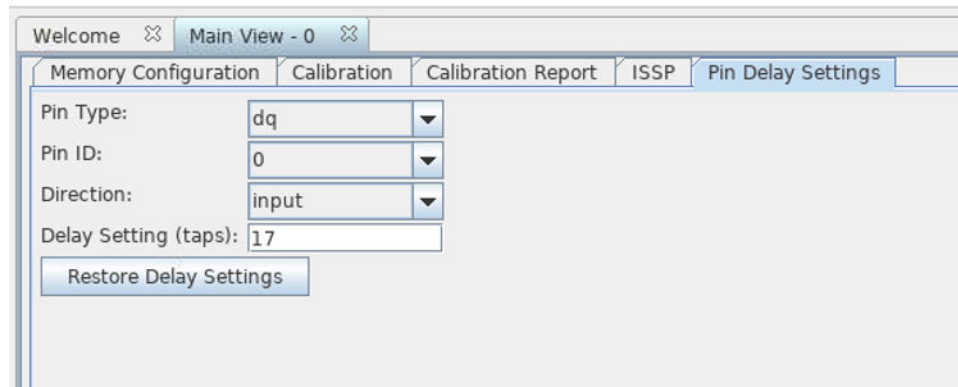 Welcome Main View - 0
Memory Configuration Calibration Calibration Report ISSP Pin Delay Settings
Pin Type: dq
Pin ID: 0
Direction: input
Delay Setting (taps): 17
Restore Delay Settings